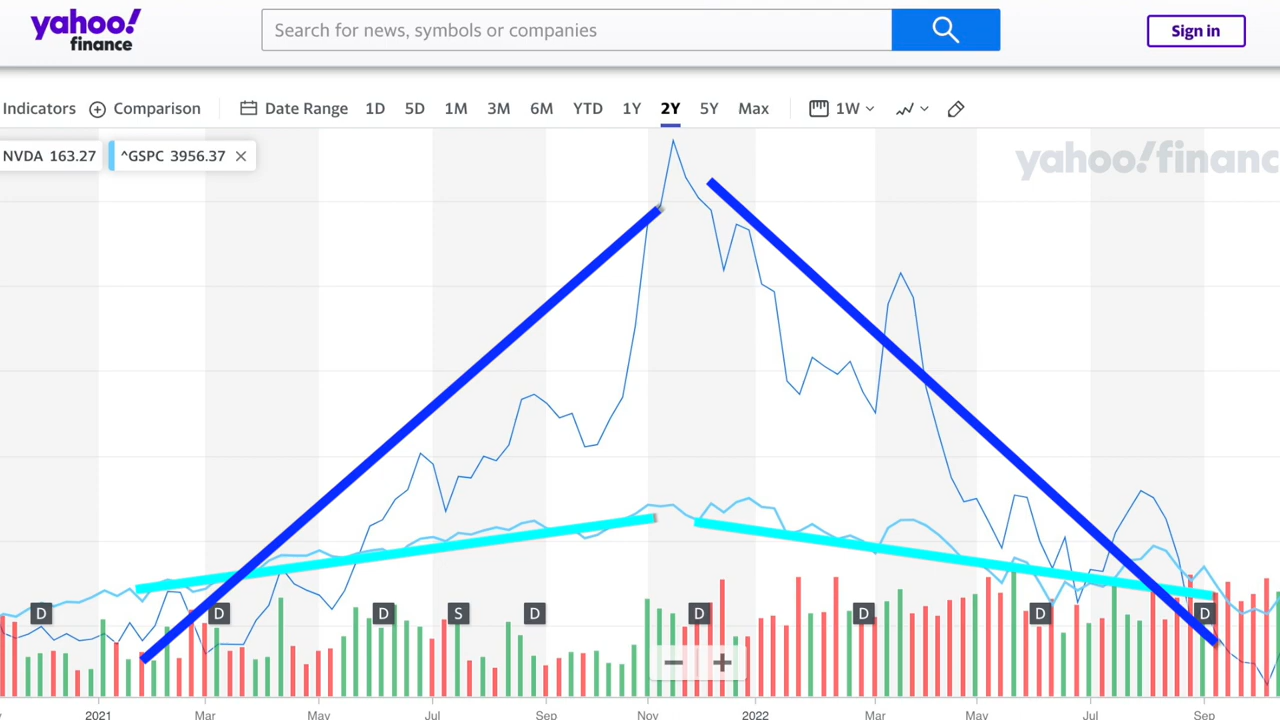 yahoo!
finance
Search for news, symbols or companies
Sign in
Indicators Comparison Date Range 1D 5D 1M 3M 6M YTD 1Y 2Y 5Y Max 1W
NVDA 163.27 ^GSPC 3956.37
yahoo!financ
D D D S D D D D D
− +
2021 Mar May Jul Sep Nov 2022 Mar May Jul Sep